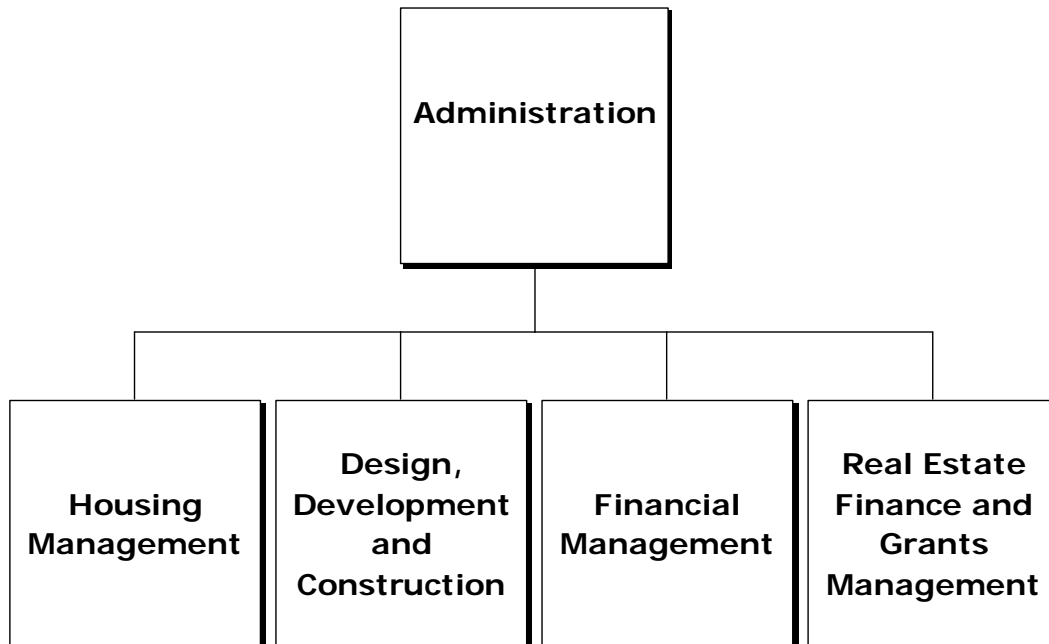 Administration
Housing
Management
Design,
Development
and
Construction
Financial
Management
Real Estate
Finance and
Grants
Management